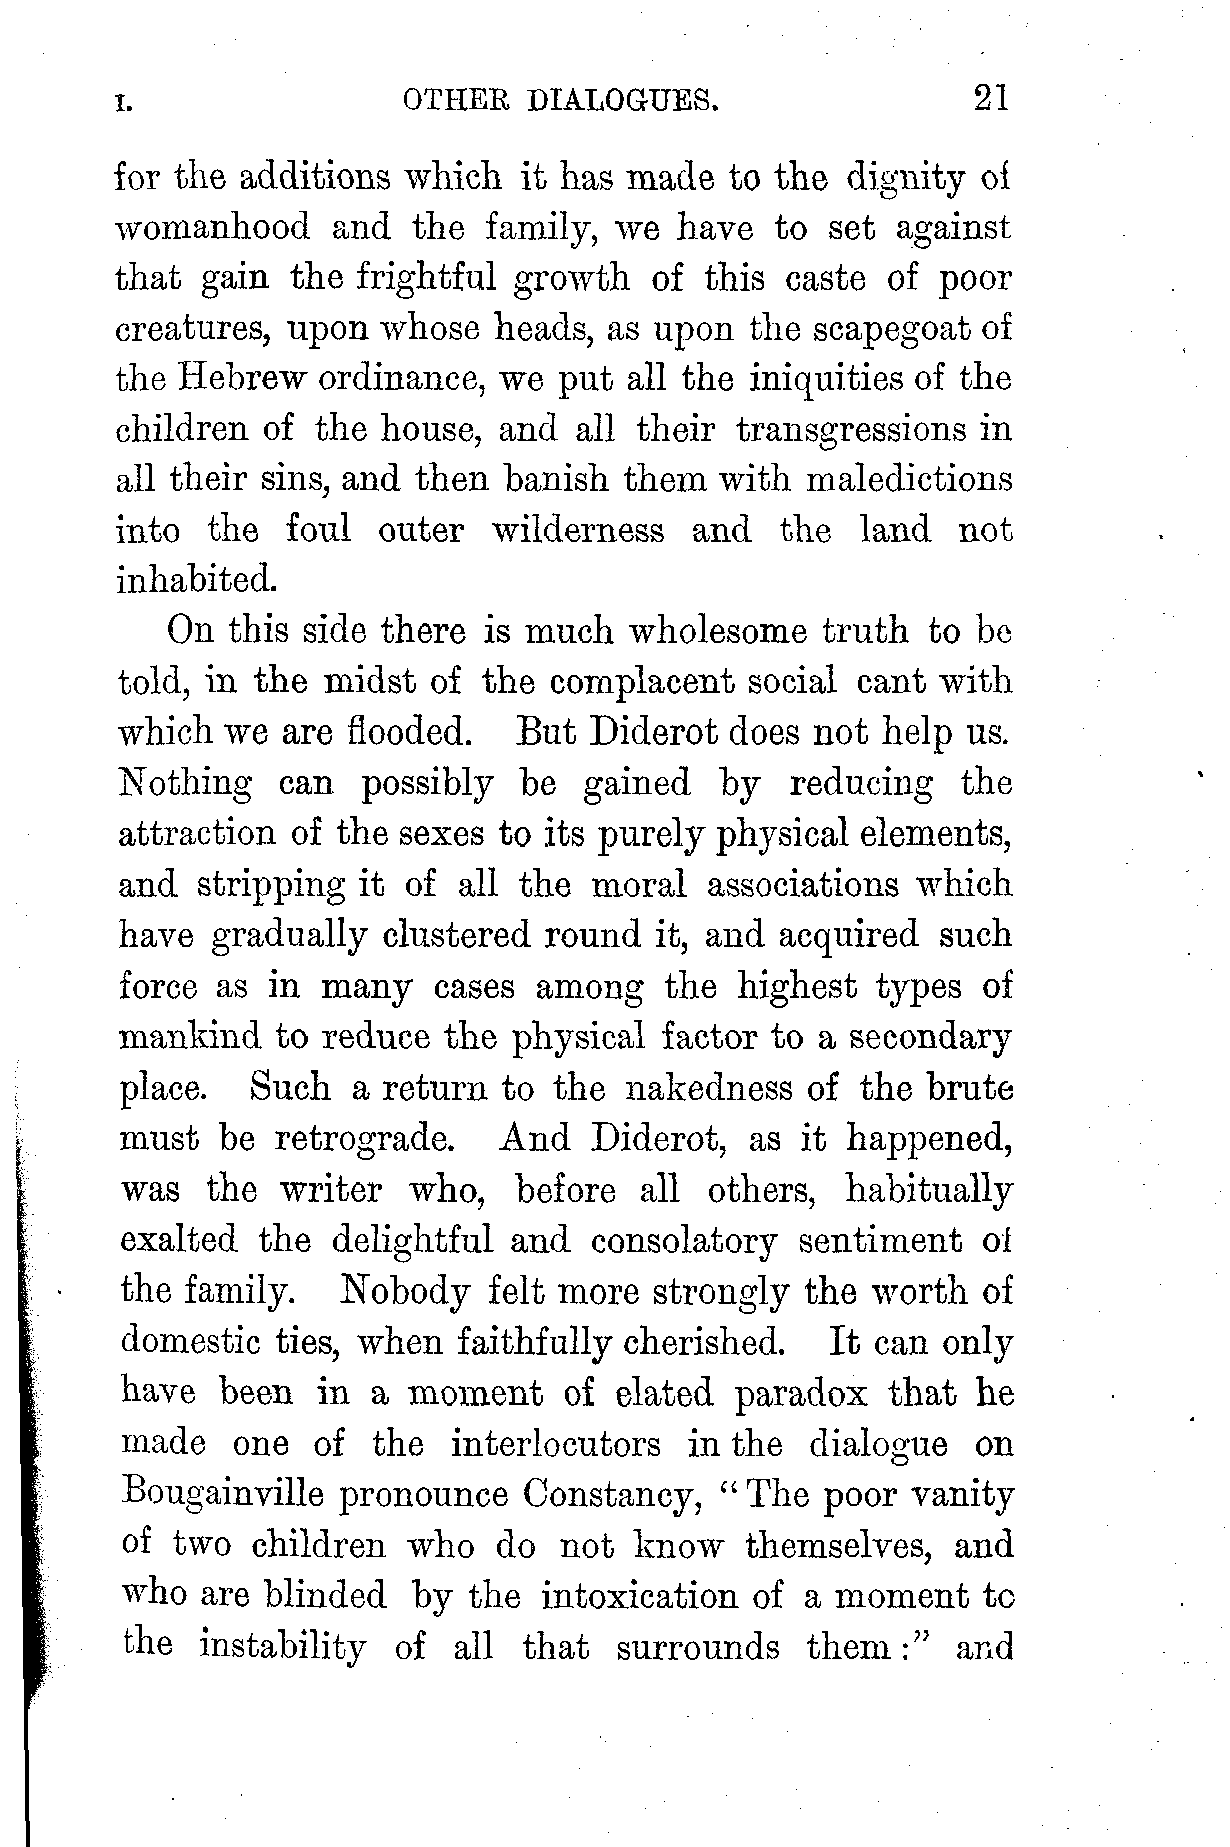 I. OTHER DIALOGUES. 21
for the additions which it has made to the dignity of
womanhood and the family, we have to set against
that gain the frightful growth of this caste of poor
creatures, upon whose heads, as upon the scapegoat of
the Hebrew ordinance, we put all the iniquities of the
children of the house, and all their transgressions in
all their sins, and then banish them with maledictions
into the foul outer wilderness and the land not
inhabited.
On this side there is much wholesome truth to be
told, in the midst of the complacent social cant with
which we are flooded. But Diderot does not help us.
Nothing can possibly be gained by reducing the
attraction of the sexes to its purely physical elements,
and stripping it of all the moral associations which
have gradually clustered round it, and acquired such
force as in many cases among the highest types of
mankind to reduce the physical factor to a secondary
place. Such a return to the nakedness of the brute
must be retrograde. And Diderot, as it happened,
was the writer who, before all others, habitually
exalted the delightful and consolatory sentiment of
the family. Nobody felt more strongly the worth of
domestic ties, when faithfully cherished. It can only
have been in a moment of elated paradox that he
made one of the interlocutors in the dialogue on
Bougainville pronounce Constancy, “The poor vanity
of two children who do not know themselves, and
who are blinded by the intoxication of a moment to
the instability of all that surrounds them:” and